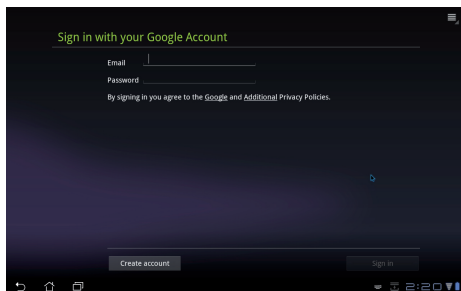 Sign in with your Google Account
Email
Password
By signing in you agree to the Google and Additional Privacy Policies.
Create account
Sign in
2:20